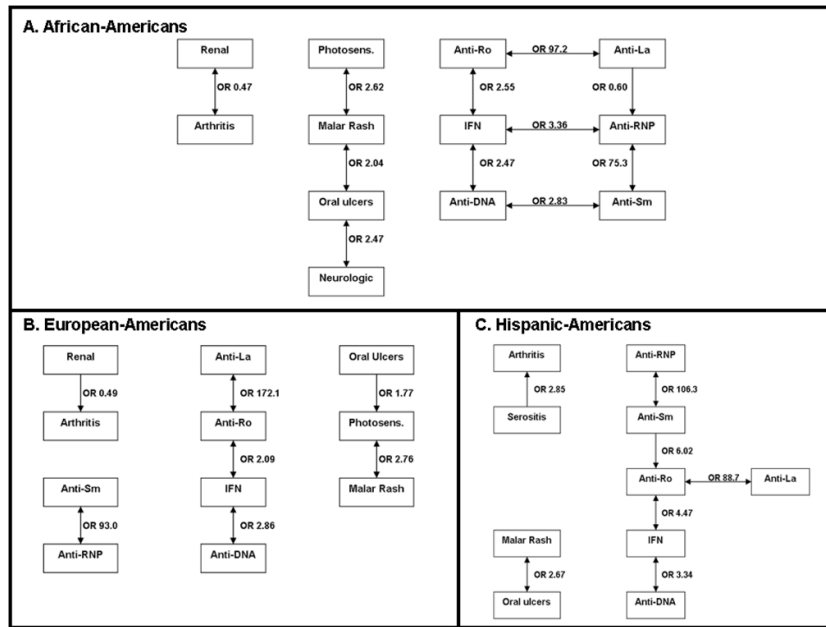 A. African-Americans
Renal
OR 0.47
Arthritis
Photosens.
OR 2.62
Malar Rash
OR 2.04
Oral ulcers
OR 2.47
Neurologic
Anti-Ro
OR 97.2
Anti-La
OR 2.55
OR 0.60
IFN
OR 3.36
Anti-RNP
OR 2.47
OR 75.3
Anti-DNA
OR 2.83
Anti-Sm
B. European-Americans
Renal
OR 0.49
Arthritis
Anti-Sm
OR 93.0
Anti-RNP
Anti-La
OR 172.1
Anti-Ro
OR 2.09
IFN
OR 2.86
Anti-DNA
Oral Ulcers
OR 1.77
Photosens.
OR 2.76
Malar Rash
C. Hispanic-Americans
Arthritis
OR 2.85
Serositis
Malar Rash
OR 2.67
Oral ulcers
Anti-RNP
OR 106.3
Anti-Sm
OR 6.02
Anti-Ro
OR 88.7
Anti-La
OR 4.47
IFN
OR 3.34
Anti-DNA